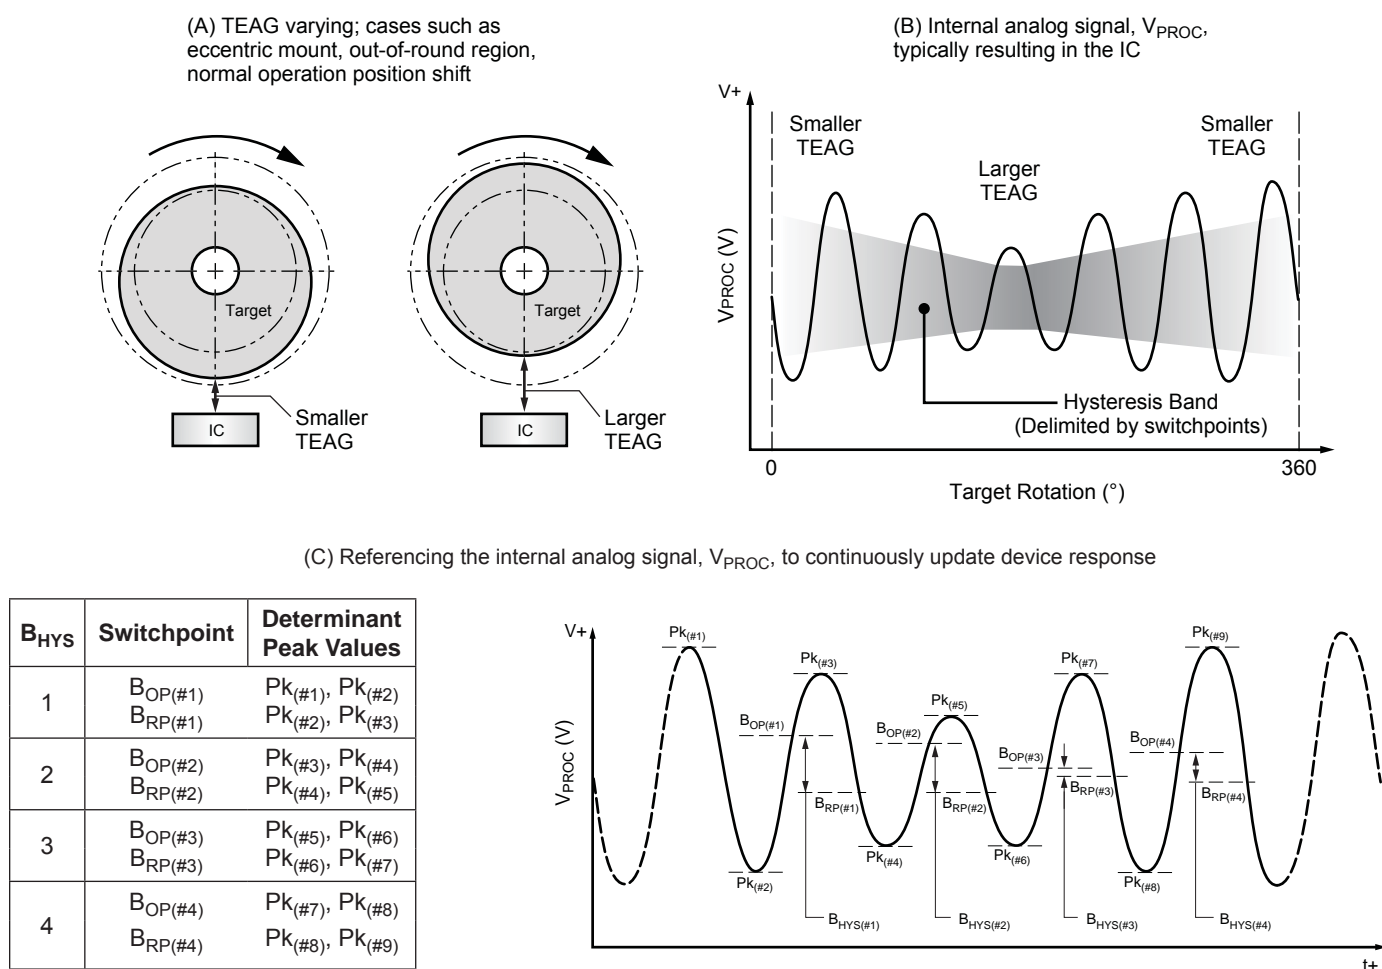 (A) TEAG varying; cases such as
eccentric mount, out-of-round region,
normal operation position shift
Target
IC
Smaller
TEAG
Target
IC
Larger
TEAG
(B) Internal analog signal, VPROC,
typically resulting in the IC
V+
VPROC (V)
Smaller
TEAG
Larger
TEAG
Smaller
TEAG
Hysteresis Band
(Delimited by switchpoints)
0
360
Target Rotation (°)
(C) Referencing the internal analog signal, VPROC, to continuously update device response
BHYS Switchpoint Determinant
Peak Values
1 BOP(#1) Pk(#1), Pk(#2)
BRP(#1) Pk(#2), Pk(#3)
2 BOP(#2) Pk(#3), Pk(#4)
BRP(#2) Pk(#4), Pk(#5)
3 BOP(#3) Pk(#5), Pk(#6)
BRP(#3) Pk(#6), Pk(#7)
4 BOP(#4) Pk(#7), Pk(#8)
BRP(#4) Pk(#8), Pk(#9)
V+
VPROC (V)
Pk(#1)
Pk(#3)
Pk(#5)
Pk(#7)
Pk(#9)
BOP(#1)
BOP(#2)
BOP(#3)
BOP(#4)
BRP(#1)
BRP(#2)
BRP(#3)
BRP(#4)
Pk(#2)
Pk(#4)
Pk(#6)
Pk(#8)
BHYS(#1)
BHYS(#2)
BHYS(#3)
BHYS(#4)
t+